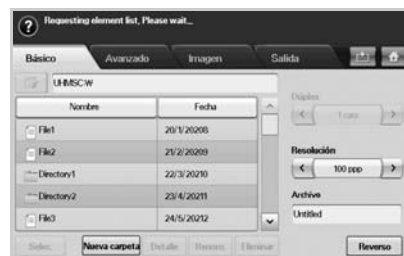 Requesting element list, Please wait...
Básico Avanzado Imagen Salida
UHMSC:W
Nombre Fecha
File1 20/1/20208
File2 21/2/20209
Directory1 22/3/20210
Directory2 23/4/20211
File3 24/5/20212
Dúplex
1 cara
Resolución
100 ppp
Archivo
Untitled
Selec. Nueva carpeta Detalle Renom. Eliminar Reverso